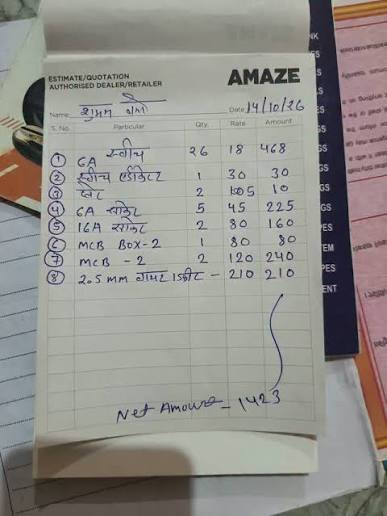 ESTIMATE/QUOTATION
AUTHORISED DEALER/RETAILER
AMAZE
Name शुभम Date 14/10/26
S. No. Particular Qty. Rate Amount
1 6A स्वीच 26 18 468
2 स्वीच इंडीकेटर 1 30 30
3 प्लेट 2 5 10
4 6A साकेट 5 45 225
5 16A साकेट 2 80 160
6 MCB BOX-2 1 80 80
7 MCB - 2 2 120 240
8 2.5 mm वायर - 210 210
Net Amount - 1423